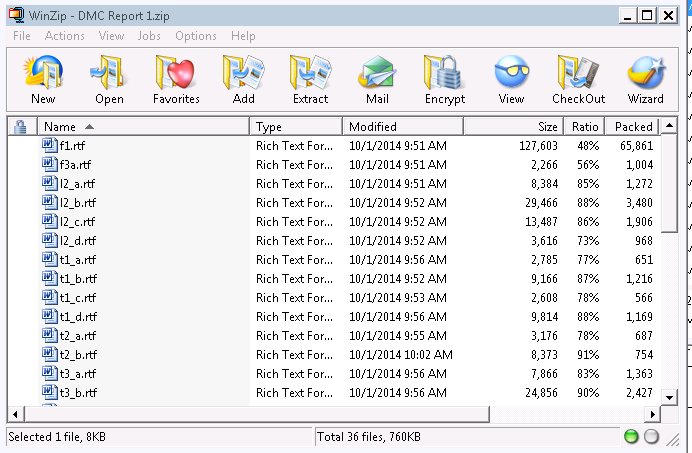 WinZip - DMC Report 1.zip
File Actions View Jobs Options Help
New Open Favorites Add Extract Mail Encrypt View CheckOut Wizard
Name Type Modified Size Ratio Packed
f1.rtf Rich Text For... 10/1/2014 9:51 AM 127,603 48% 65,861
f3a.rtf Rich Text For... 10/1/2014 9:51 AM 2,266 56% 1,004
l2_a.rtf Rich Text For... 10/1/2014 9:51 AM 8,384 85% 1,272
l2_b.rtf Rich Text For... 10/1/2014 9:52 AM 29,466 88% 3,480
l2_c.rtf Rich Text For... 10/1/2014 9:52 AM 13,487 86% 1,906
l2_d.rtf Rich Text For... 10/1/2014 9:52 AM 3,616 73% 968
t1_a.rtf Rich Text For... 10/1/2014 9:56 AM 2,785 77% 651
t1_b.rtf Rich Text For... 10/1/2014 9:52 AM 9,166 87% 1,216
t1_c.rtf Rich Text For... 10/1/2014 9:53 AM 2,608 78% 566
t1_d.rtf Rich Text For... 10/1/2014 9:56 AM 9,814 88% 1,169
t2_a.rtf Rich Text For... 10/1/2014 9:55 AM 3,176 78% 687
t2_b.rtf Rich Text For... 10/1/2014 10:02 AM 8,373 91% 754
t3_a.rtf Rich Text For... 10/1/2014 9:56 AM 7,866 83% 1,363
t3_b.rtf Rich Text For... 10/1/2014 9:56 AM 24,856 90% 2,427
Selected 1 file, 8KB Total 36 files, 760KB